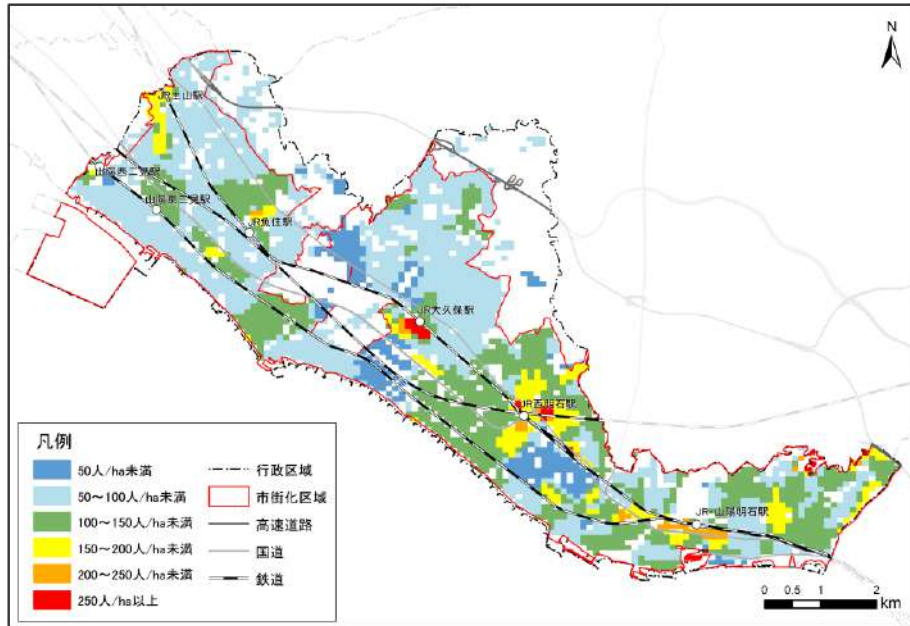 N
JR土山駅
山陽西二見駅
山陽東二見駅
JR魚住駅
JR大久保駅
JR西明石駅
JR・山陽明石駅
凡例
50人/ha未満
50～100人/ha未満
100～150人/ha未満
150～200人/ha未満
200～250人/ha未満
250人/ha以上
行政区域
市街化区域
高速道路
国道
鉄道
0 0.5 1 2
km